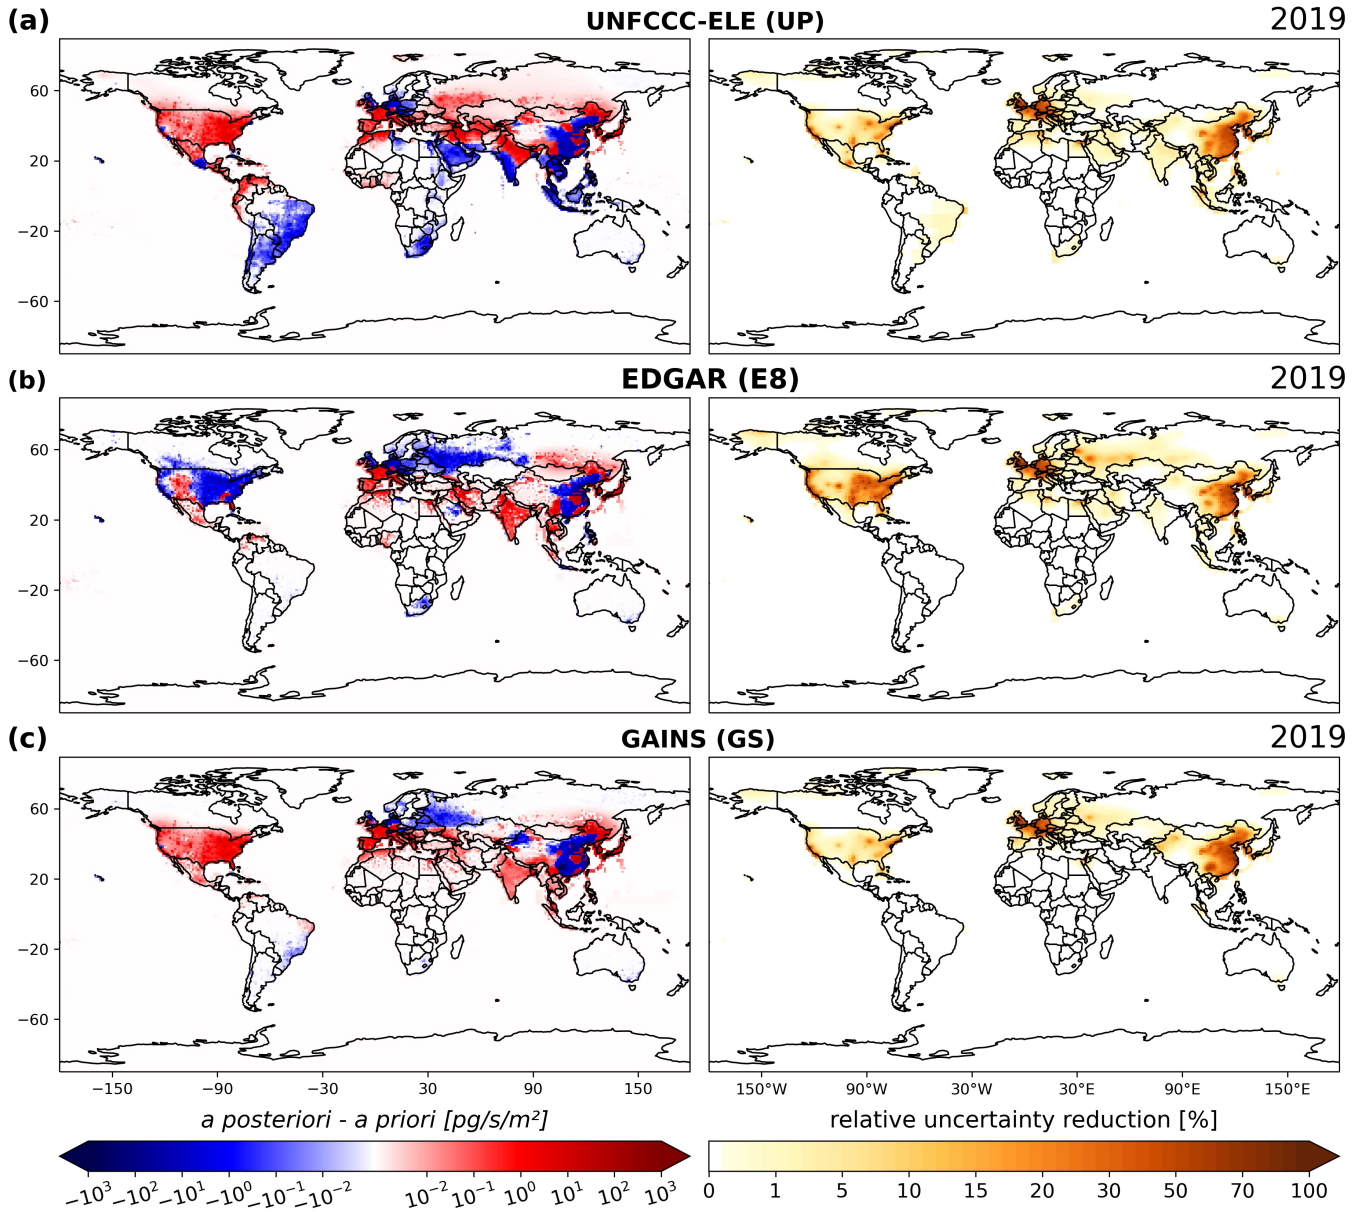 (a) UNFCCC-ELE (UP) 2019
60
20
−20
−60
(b) EDGAR (E8) 2019
60
20
−20
−60
(c) GAINS (GS) 2019
60
20
−20
−60
−150 −90 −30 30 90 150 150°W 90°W 30°W 30°E 90°E 150°E
a posteriori - a priori [pg/s/m²] relative uncertainty reduction [%]
−10³ −10² −10¹ −10⁰ −10⁻¹ −10⁻² 10⁻² 10⁻¹ 10⁰ 10¹ 10² 10³ 0 1 5 10 15 20 30 50 70 100